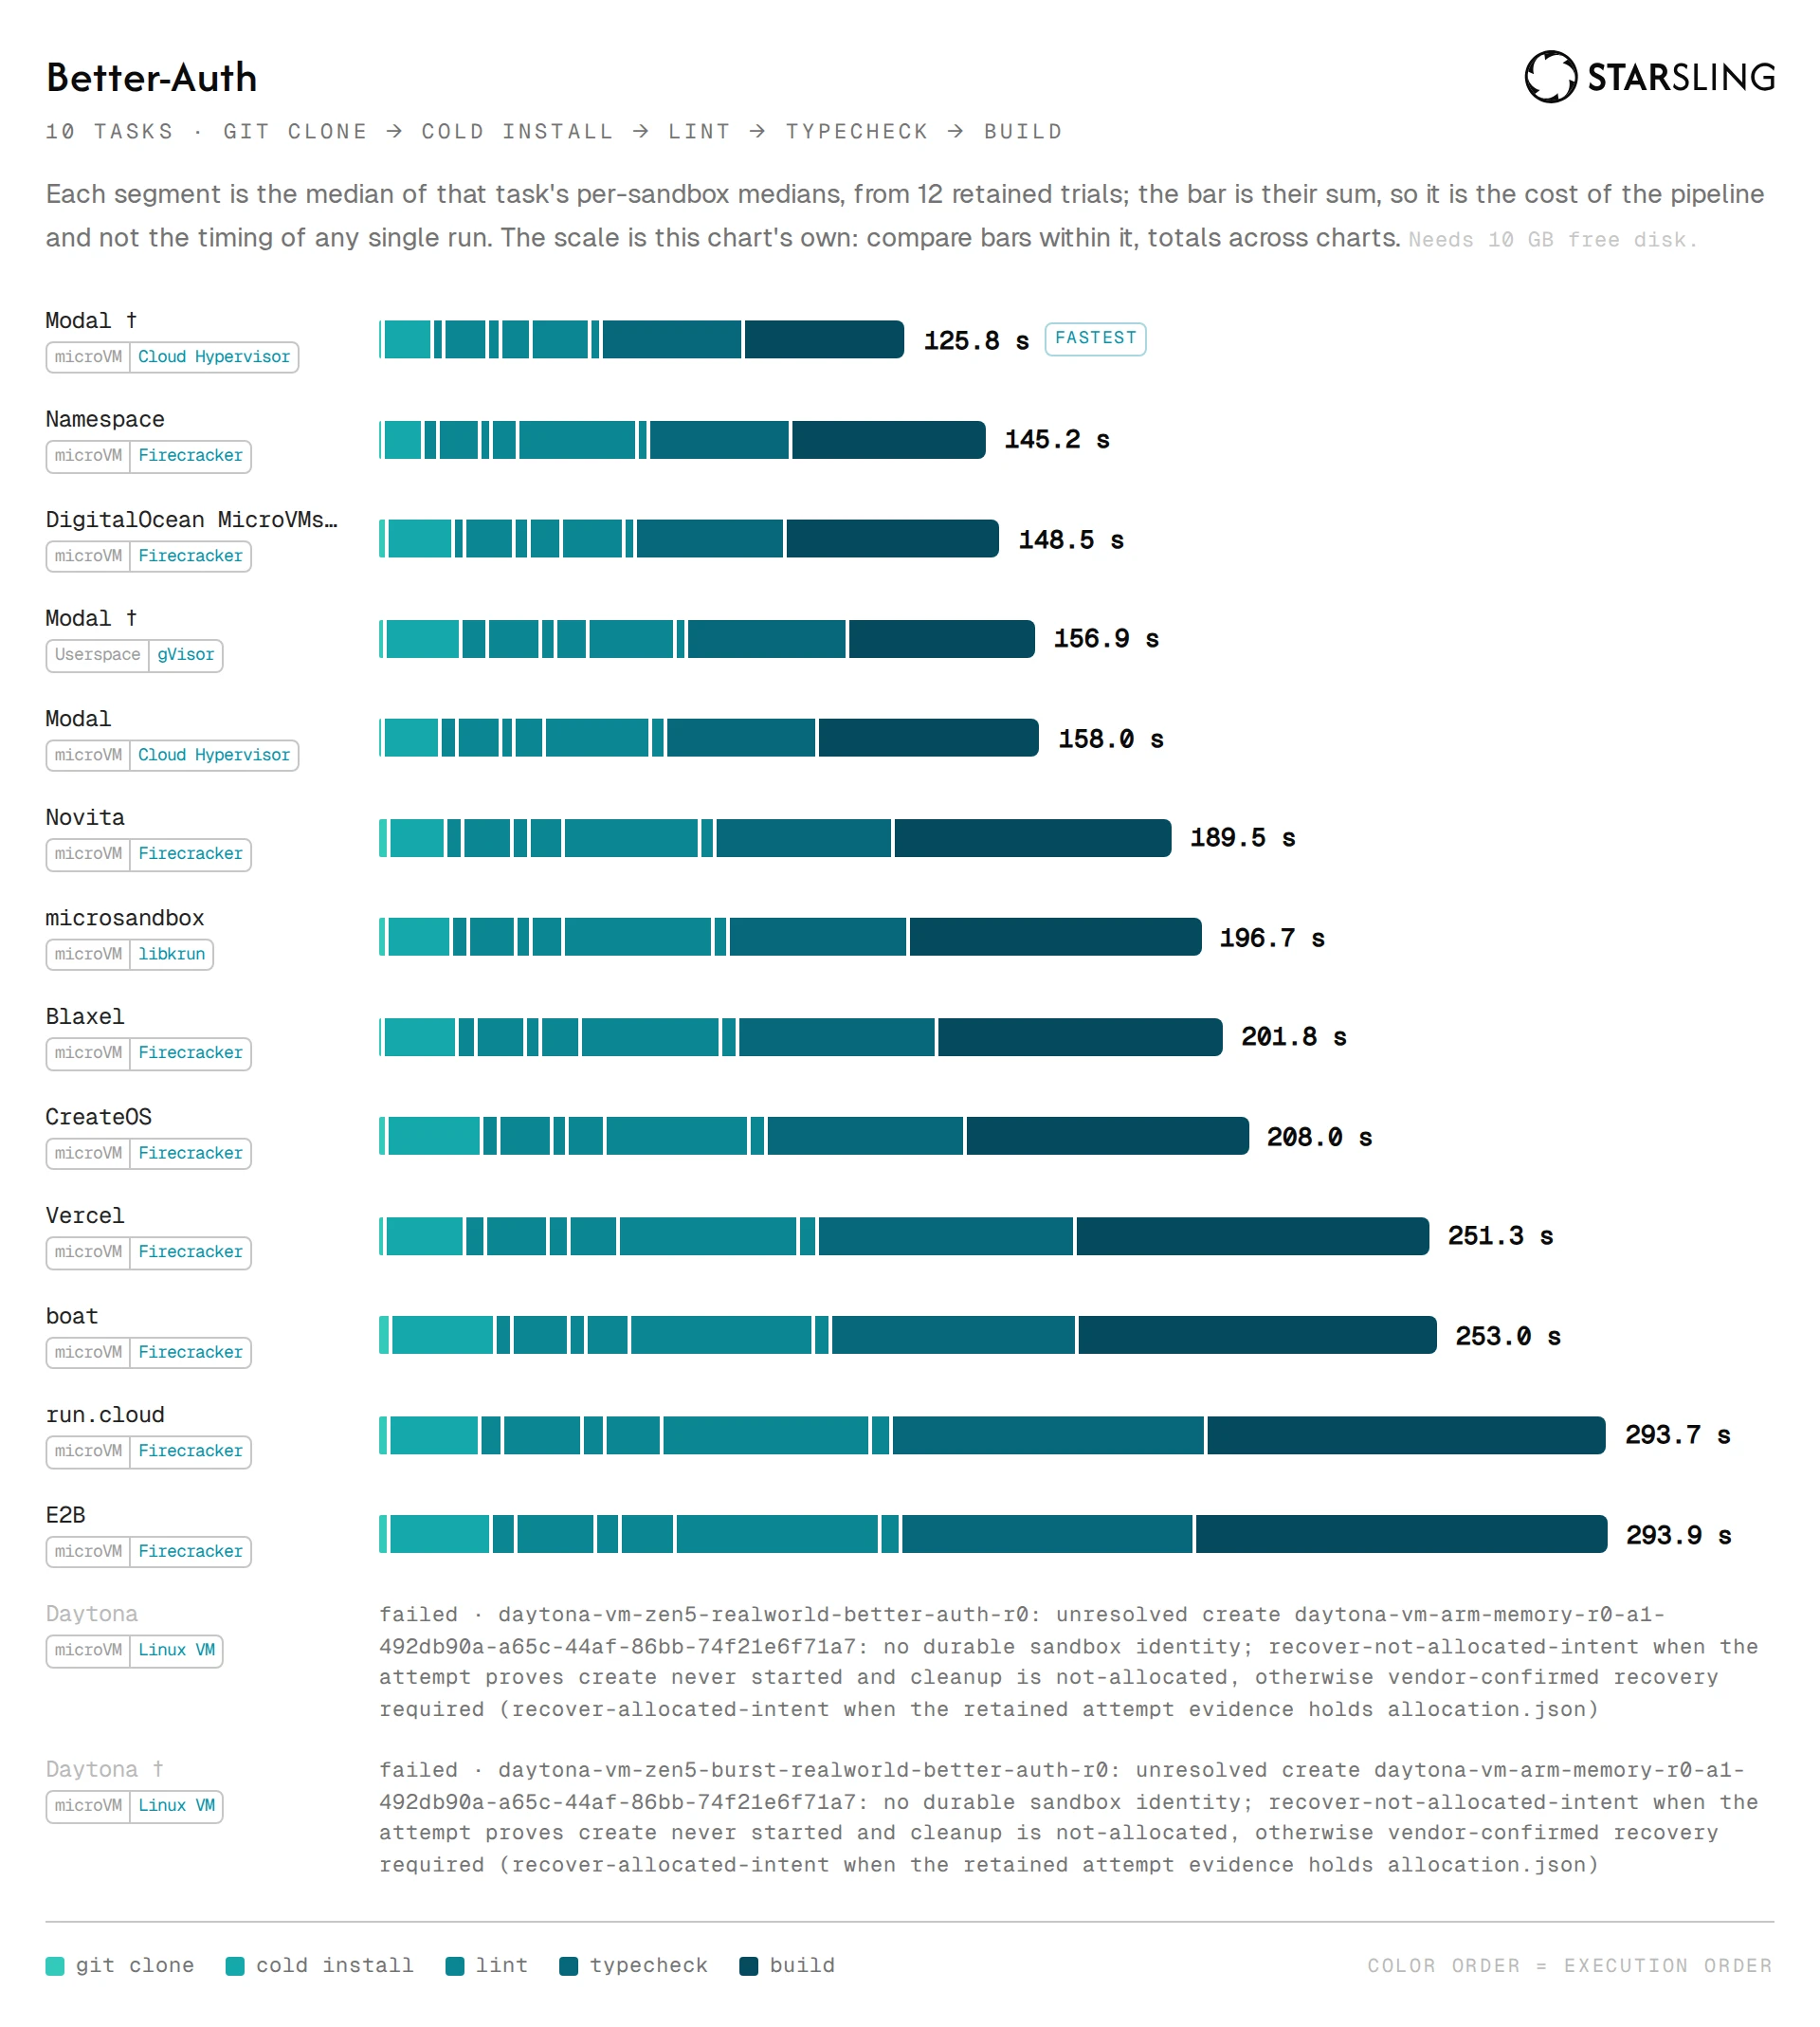 Better-Auth
STARSLING
10 TASKS · GIT CLONE → COLD INSTALL → LINT → TYPECHECK → BUILD
Each segment is the median of that task's per-sandbox medians, from 12 retained trials; the bar is their sum, so it is the cost of the pipeline
and not the timing of any single run. The scale is this chart's own: compare bars within it, totals across charts. Needs 10 GB free disk.
Modal †
microVM Cloud Hypervisor
125.8 s FASTEST
Namespace
microVM Firecracker
145.2 s
DigitalOcean MicroVMs…
microVM Firecracker
148.5 s
Modal †
Userspace gVisor
156.9 s
Modal
microVM Cloud Hypervisor
158.0 s
Novita
microVM Firecracker
189.5 s
microsandbox
microVM libkrun
196.7 s
Blaxel
microVM Firecracker
201.8 s
CreateOS
microVM Firecracker
208.0 s
Vercel
microVM Firecracker
251.3 s
boat
microVM Firecracker
253.0 s
run.cloud
microVM Firecracker
293.7 s
E2B
microVM Firecracker
293.9 s
Daytona
microVM Linux VM
failed · daytona-vm-zen5-realworld-better-auth-r0: unresolved create daytona-vm-arm-memory-r0-a1-
492db90a-a65c-44af-86bb-74f21e6f71a7: no durable sandbox identity; recover-not-allocated-intent when the
attempt proves create never started and cleanup is not-allocated, otherwise vendor-confirmed recovery
required (recover-allocated-intent when the retained attempt evidence holds allocation.json)
Daytona †
microVM Linux VM
failed · daytona-vm-zen5-burst-realworld-better-auth-r0: unresolved create daytona-vm-arm-memory-r0-a1-
492db90a-a65c-44af-86bb-74f21e6f71a7: no durable sandbox identity; recover-not-allocated-intent when the
attempt proves create never started and cleanup is not-allocated, otherwise vendor-confirmed recovery
required (recover-allocated-intent when the retained attempt evidence holds allocation.json)
git clone cold install lint typecheck build
COLOR ORDER = EXECUTION ORDER